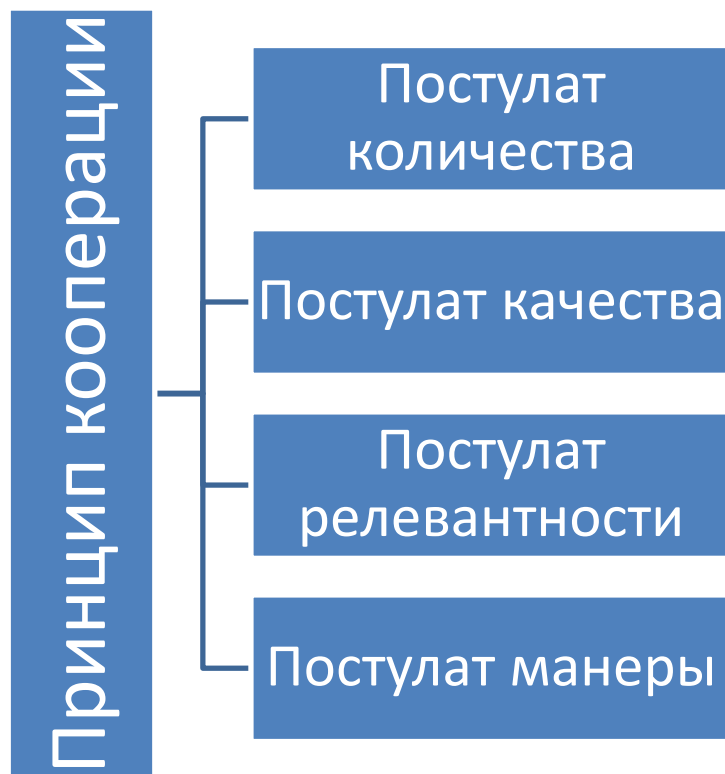 Принцип кооперации
Постулат
количества
Постулат качества
Постулат
релевантности
Постулат манеры